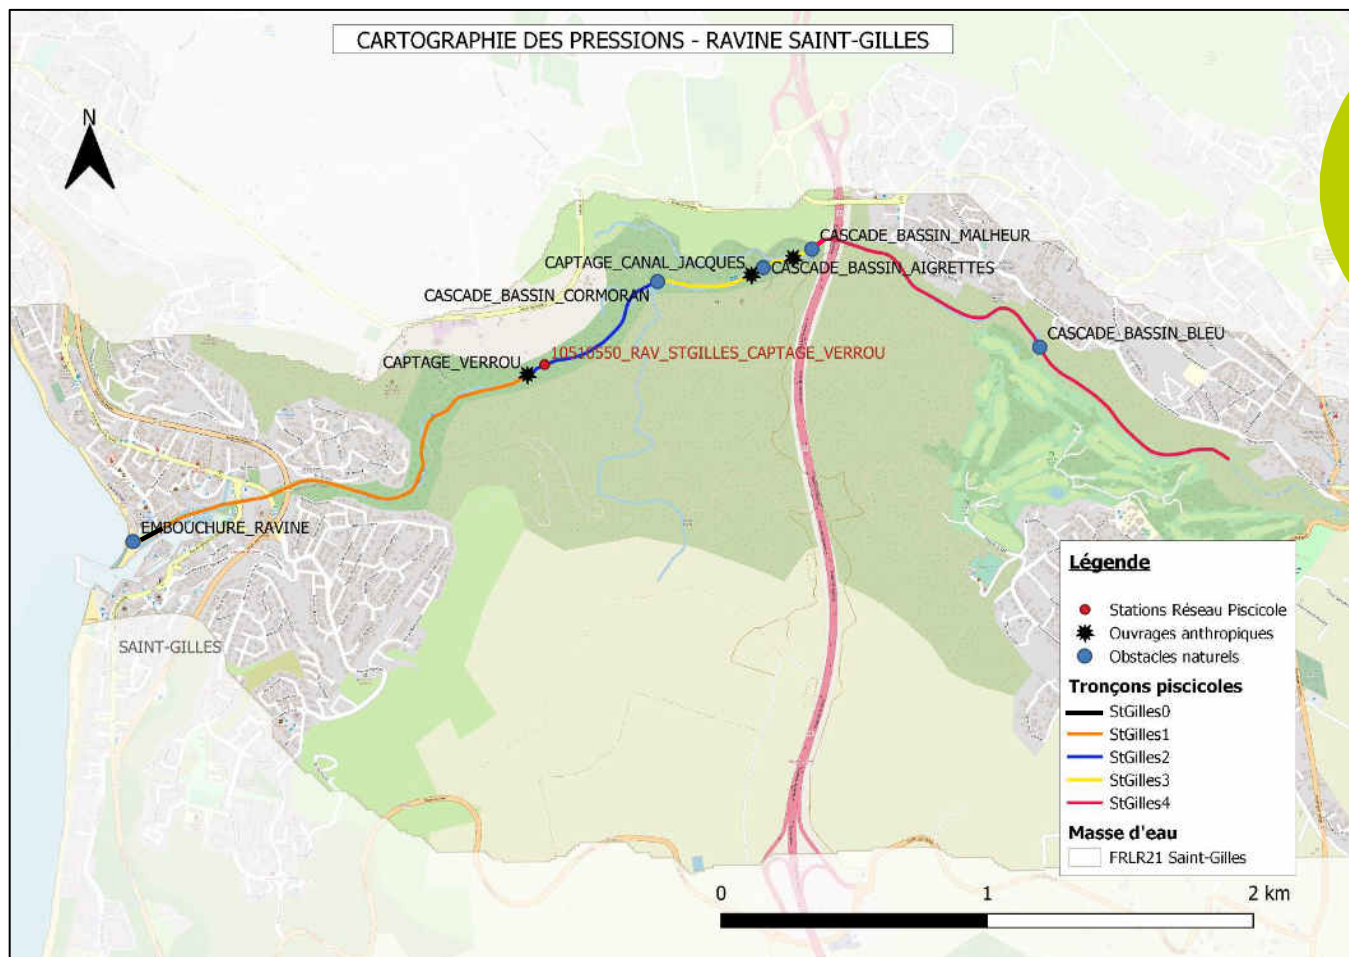 CARTOGRAPHIE DES PRESSIONS - RAVINE SAINT-GILLES
N
CASCADE_BASSIN_MALHEUR
CAPTAGE_CANAL_JACQUES
CASCADE_BASSIN_AIGRETTES
CASCADE_BASSIN_CORMORAN
CASCADE_BASSIN_BLEU
10510550_RAV_STGILLES_CAPTAGE_VERROU
CAPTAGE_VERROU
EMBOUCHURE_RAVINE
SAINT-GILLES
Légende
Stations Réseau Piscicole
Ouvrages anthropiques
Obstacles naturels
Tronçons piscicoles
StGilles0
StGilles1
StGilles2
StGilles3
StGilles4
Masse d'eau
FRLR21 Saint-Gilles
0 1 2 km